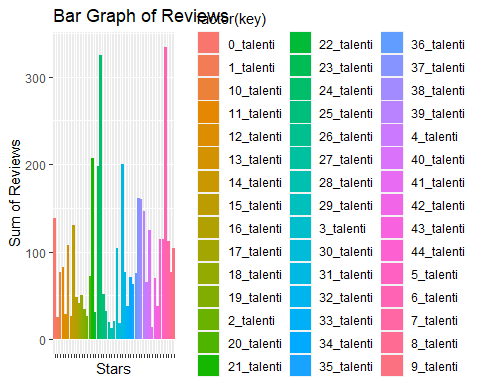 Bar Graph of Reviews
factor(key)
Sum of Reviews
300
200
100
0
Stars
0_talenti
1_talenti
10_talenti
11_talenti
12_talenti
13_talenti
14_talenti
15_talenti
16_talenti
17_talenti
18_talenti
19_talenti
2_talenti
20_talenti
21_talenti
22_talenti
23_talenti
24_talenti
25_talenti
26_talenti
27_talenti
28_talenti
29_talenti
3_talenti
30_talenti
31_talenti
32_talenti
33_talenti
34_talenti
35_talenti
36_talenti
37_talenti
38_talenti
39_talenti
4_talenti
40_talenti
41_talenti
42_talenti
43_talenti
44_talenti
5_talenti
6_talenti
7_talenti
8_talenti
9_talenti